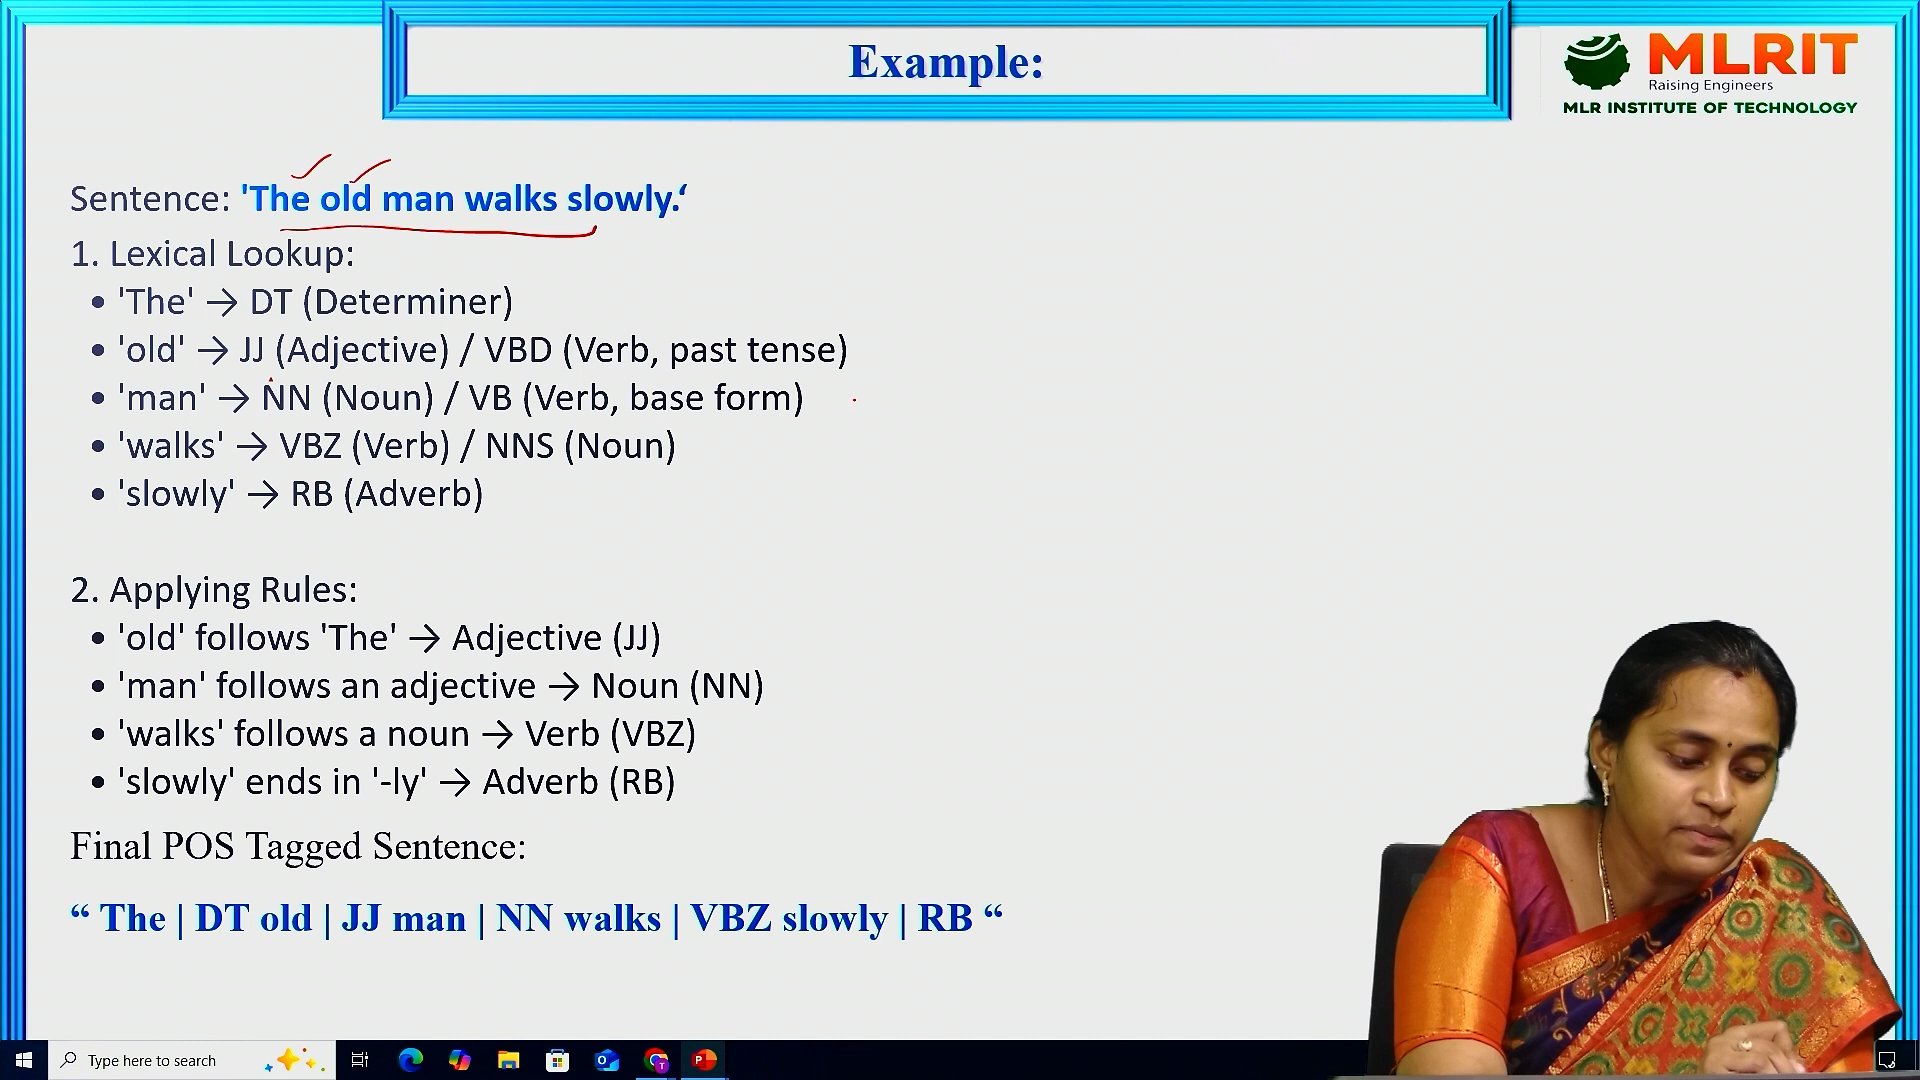 Example:
MLRIT
Raising Engineers
MLR INSTITUTE OF TECHNOLOGY
Sentence: 'The old man walks slowly.‘
1. Lexical Lookup:
• 'The' → DT (Determiner)
• 'old' → JJ (Adjective) / VBD (Verb, past tense)
• 'man' → NN (Noun) / VB (Verb, base form)
• 'walks' → VBZ (Verb) / NNS (Noun)
• 'slowly' → RB (Adverb)
2. Applying Rules:
• 'old' follows 'The' → Adjective (JJ)
• 'man' follows an adjective → Noun (NN)
• 'walks' follows a noun → Verb (VBZ)
• 'slowly' ends in '-ly' → Adverb (RB)
Final POS Tagged Sentence:
“ The | DT old | JJ man | NN walks | VBZ slowly | RB “
Type here to search